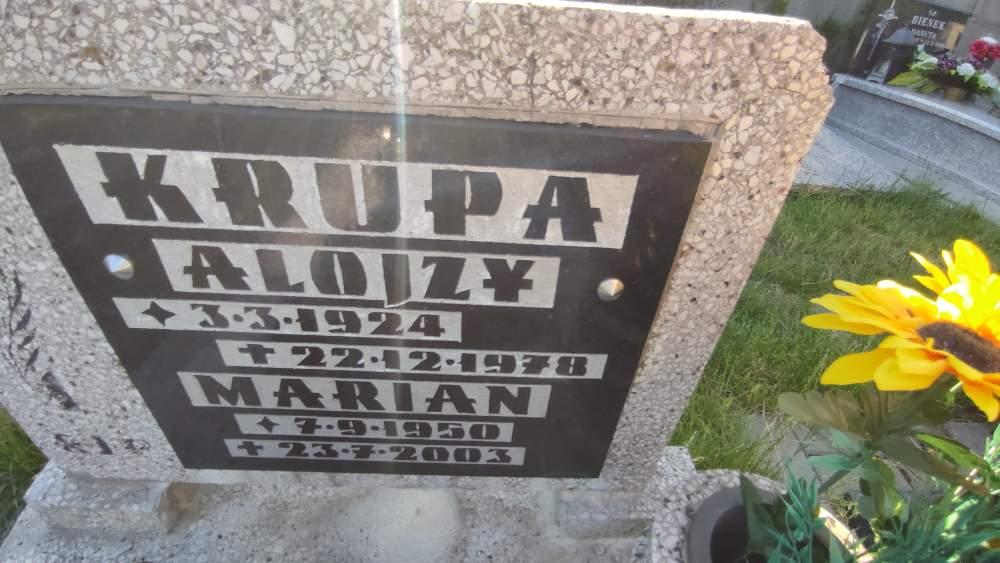 KRUPA
ALOJZY
3·3·1924
✝ 22·12·1978
MARIAN
7·9·1950
✝ 23·7·2003
BIENEK
DANUTA